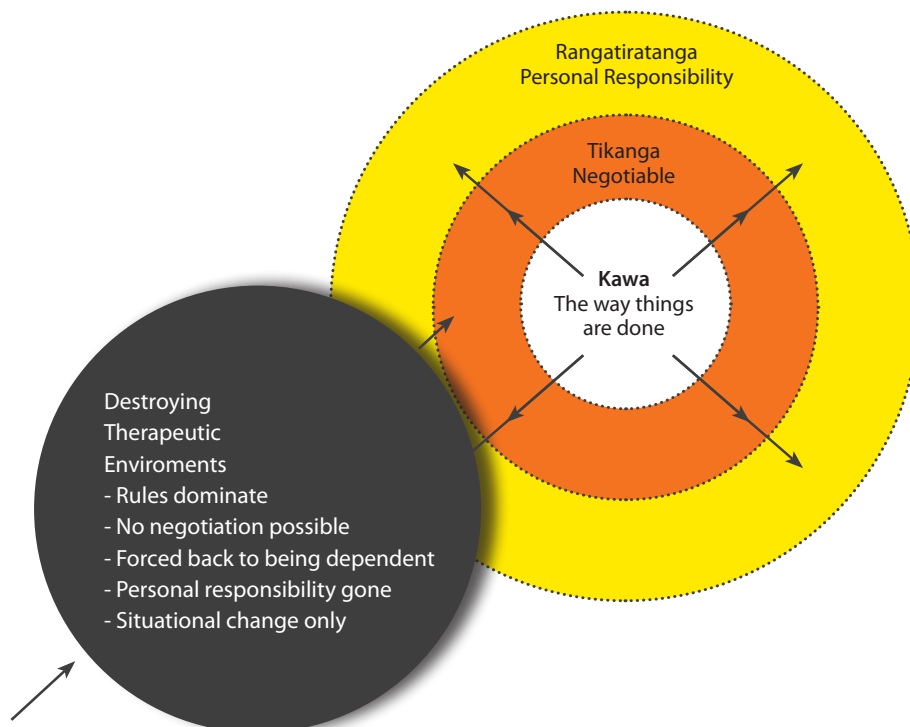 Rangatiratanga
Personal Responsibility
Tikanga
Negotiable
Kawa
The way things
are done
Destroying
Therapeutic
Enviroments
- Rules dominate
- No negotiation possible
- Forced back to being dependent
- Personal responsibility gone
- Situational change only